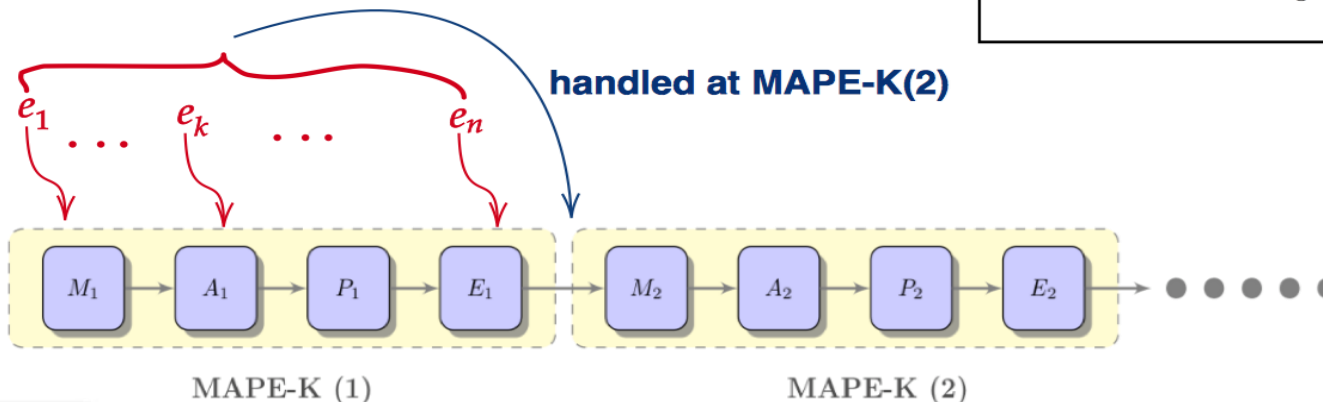 handled at MAPE-K(2)
e1 ... ek ... en
M1 A1 P1 E1 M2 A2 P2 E2
MAPE-K (1) MAPE-K (2)